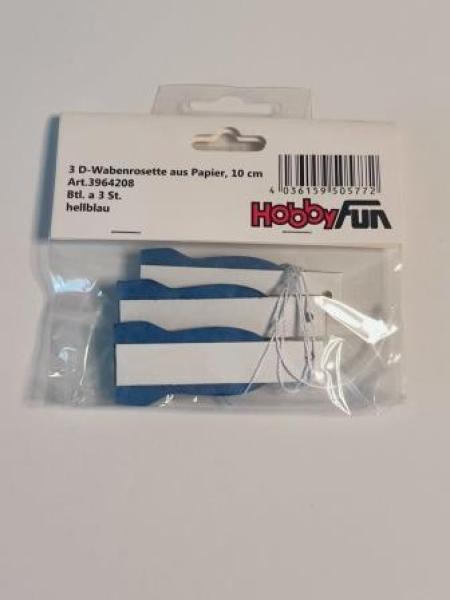 3 D-Wabenrosette aus Papier, 10 cm
Art.3964208
Btl. a 3 St.
hellblau
4 036159 505772
HobbyFun